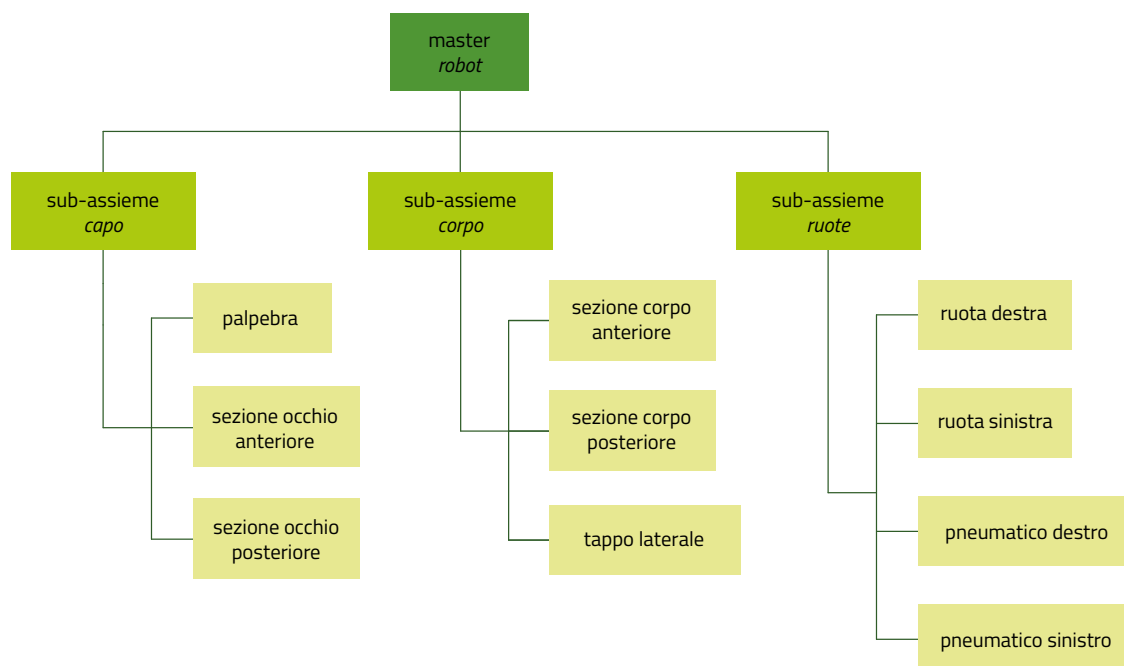 master
robot
sub-assieme
capo
sub-assieme
corpo
sub-assieme
ruote
palpebra
sezione occhio
anteriore
sezione occhio
posteriore
sezione corpo
anteriore
sezione corpo
posteriore
tappo laterale
ruota destra
ruota sinistra
pneumatico destro
pneumatico sinistro